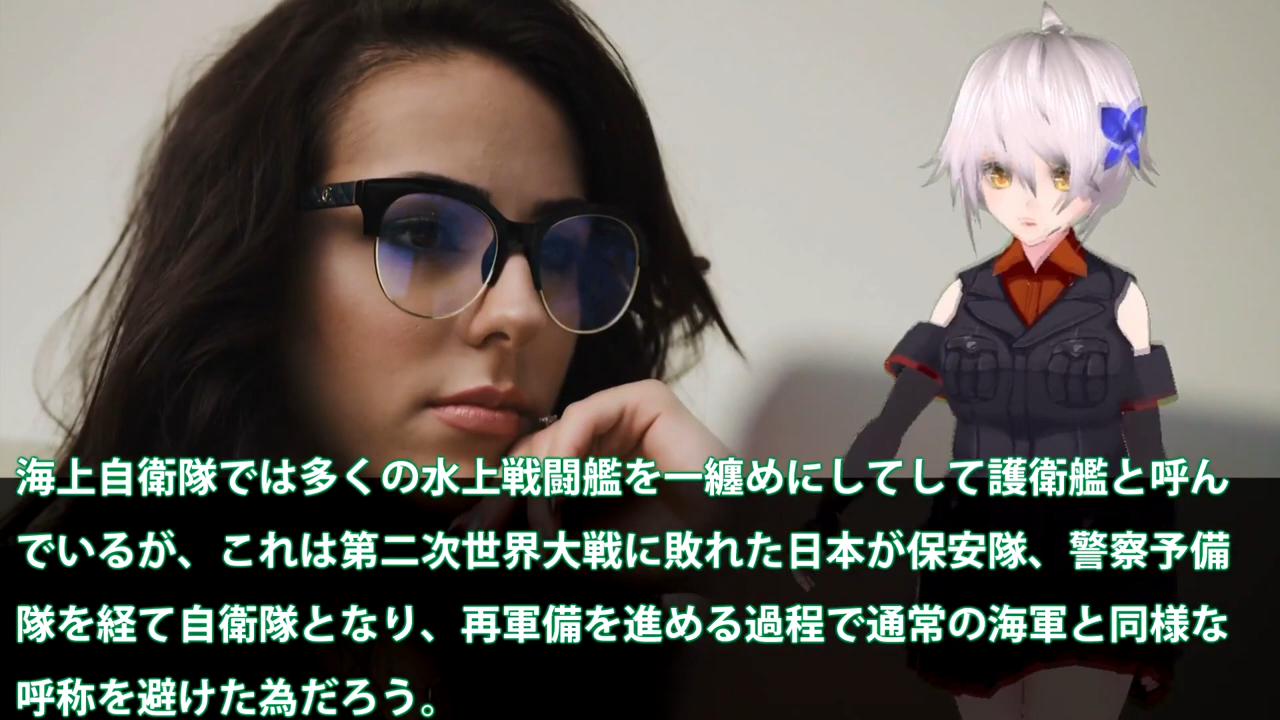 海上自衛隊では多くの水上戦闘艦を一纏めにしてして護衛艦と呼ん
でいるが、これは第二次世界大戦に敗れた日本が保安隊、警察予備
隊を経て自衛隊となり、再軍備を進める過程で通常の海軍と同様な
呼称を避けた為だろう。